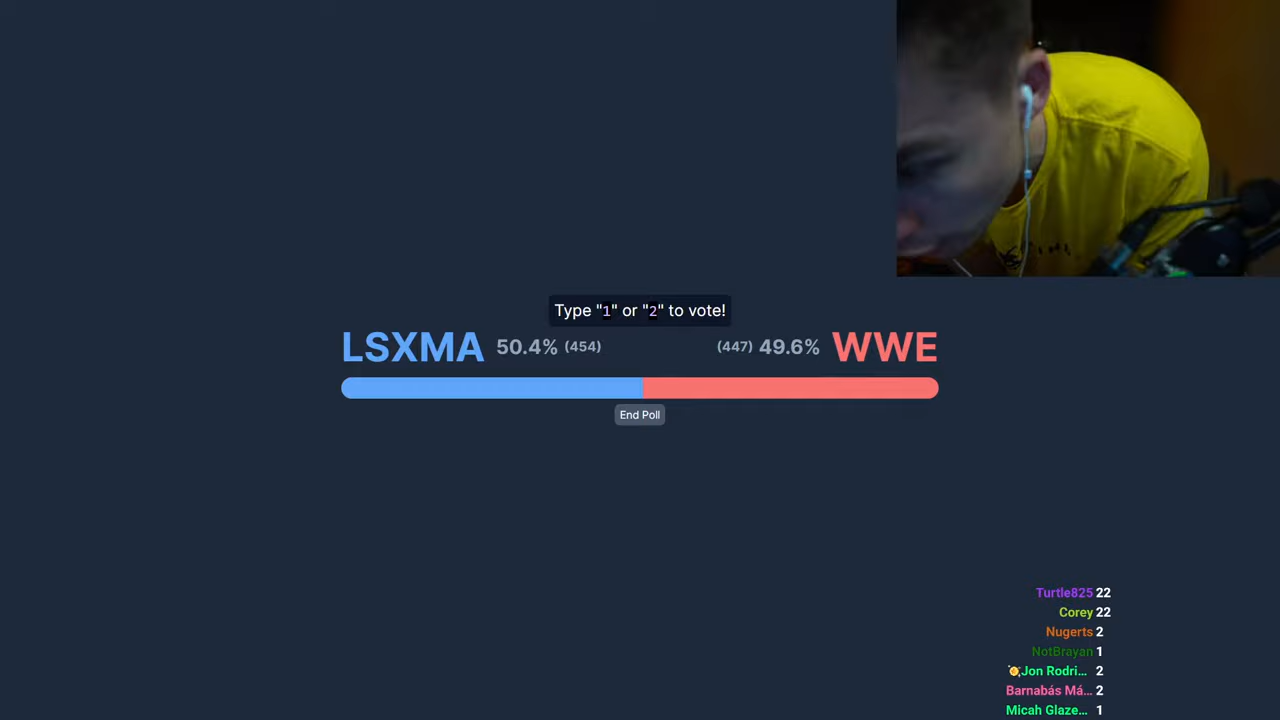 Type "1" or "2" to vote!
LSXMA 50.4% (454) (447) 49.6% WWE
End Poll
Turtle825 22
Corey 22
Nugerts 2
NotBrayan 1
Jon Rodri... 2
Barnabás Má... 2
Micah Glaze... 1